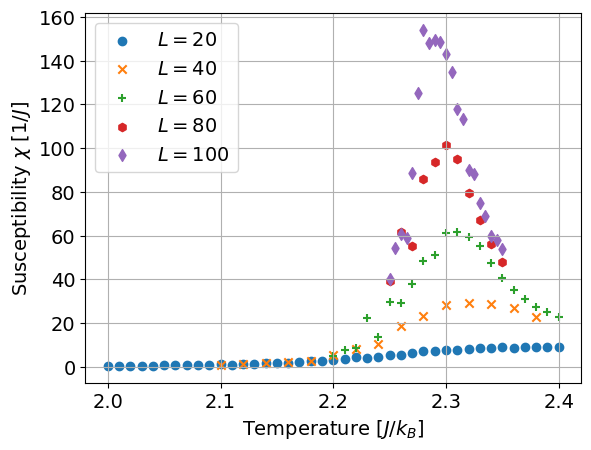 160
140
120
100
80
60
40
20
0
Susceptibility χ [1/J]
L = 20
L = 40
L = 60
L = 80
L = 100
2.0 2.1 2.2 2.3 2.4
Temperature [J/k_B]